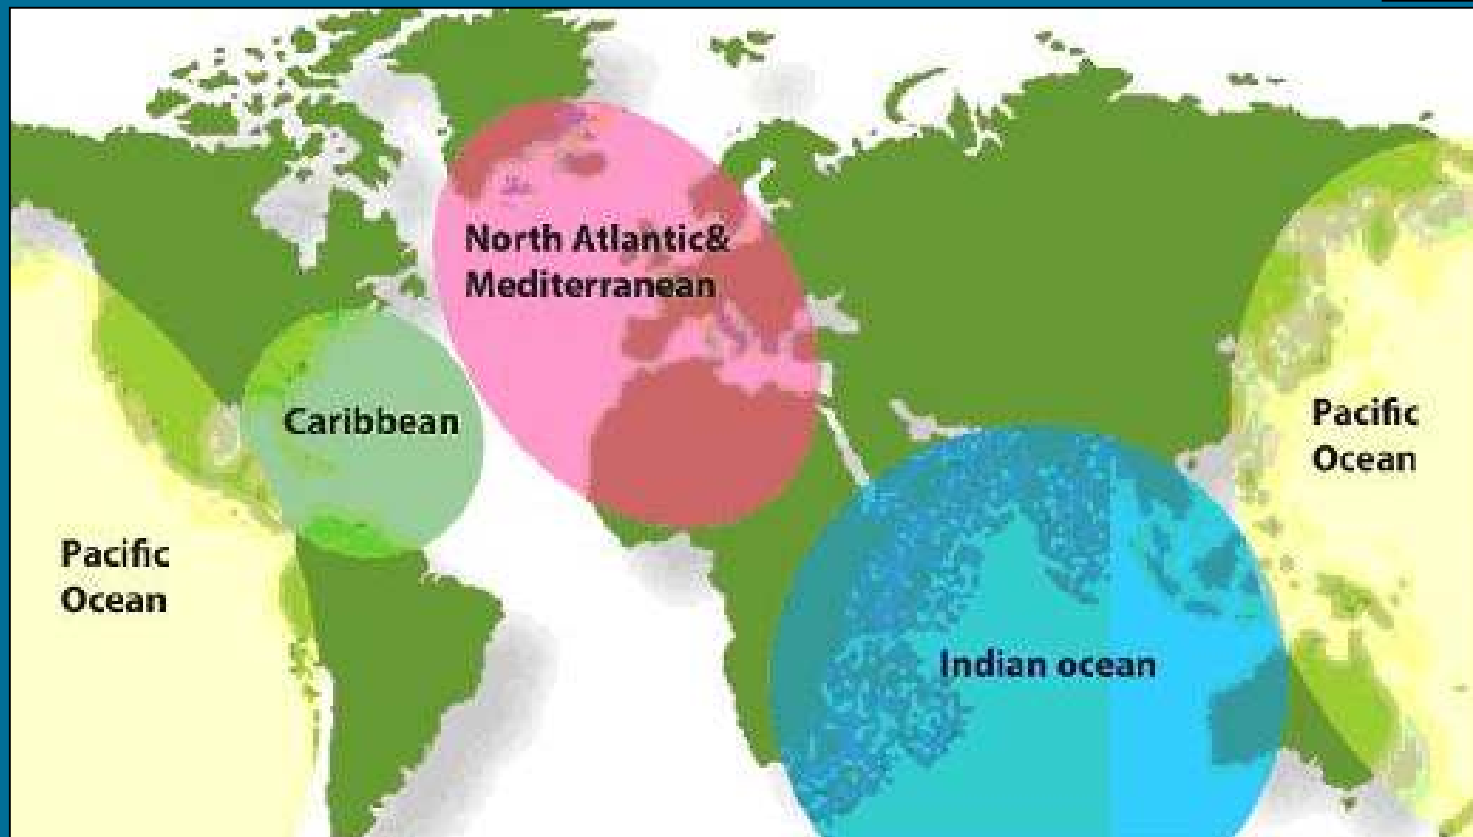 North Atlantic&
Mediterranean
Caribbean
Pacific
Ocean
Pacific
Ocean
Indian ocean